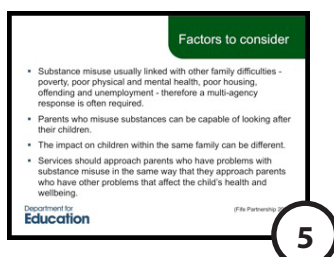 Factors to consider
• Substance misuse usually linked with other family difficulties -
poverty, poor physical and mental health, poor housing,
offending and unemployment - therefore a multi-agency
response is often required.
• Parents who misuse substances can be capable of looking after
their children.
• The impact on children within the same family can be different.
• Services should approach parents who have problems with
substance misuse in the same way that they approach parents
who have other problems that affect the child's health and
wellbeing.
Department for
Education
(Fife Partnership
5